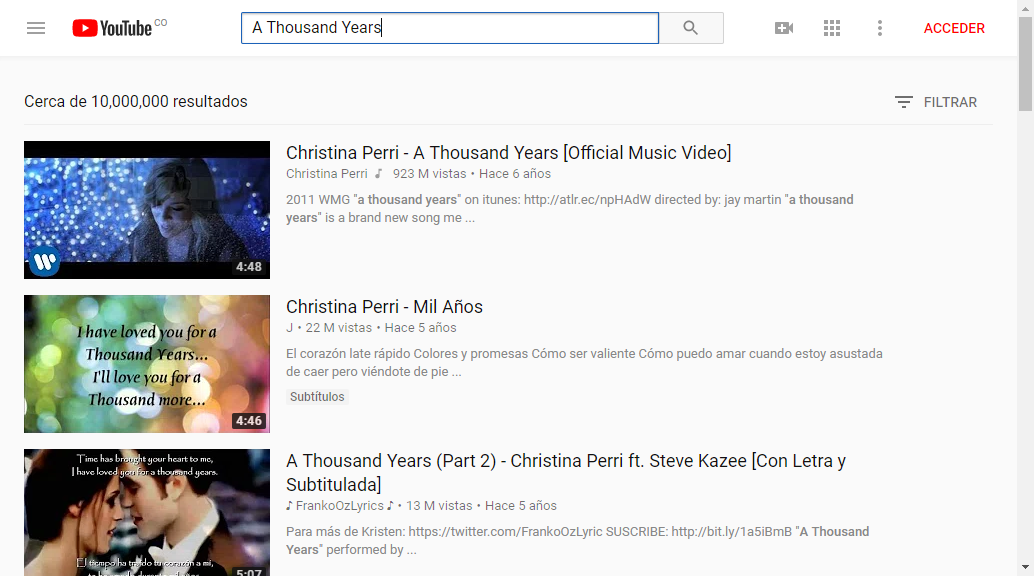 YouTube CO
A Thousand Years
ACCEDER
Cerca de 10,000,000 resultados
FILTRAR
4:48
Christina Perri - A Thousand Years [Official Music Video]
Christina Perri 923 M vistas • Hace 6 años
2011 WMG "a thousand years" on itunes: http://atlr.ec/npHAdW directed by: jay martin "a thousand
years" is a brand new song me ...
I have loved you for a
Thousand Years...
I'll love you for a
Thousand more...
4:46
Christina Perri - Mil Años
J • 22 M vistas • Hace 5 años
El corazón late rápido Colores y promesas Cómo ser valiente Cómo puedo amar cuando estoy asustada
de caer pero viéndote de pie ...
Subtítulos
Time has brought your heart to me,
I have loved you for a thousand years.
El tiempo ha traído tu corazón a mi,
5:07
A Thousand Years (Part 2) - Christina Perri ft. Steve Kazee [Con Letra y
Subtitulada]
♪ FrankoOzLyrics ♪ • 13 M vistas • Hace 5 años
Para más de Kristen: https://twitter.com/FrankoOzLyric SUSCRIBE: http://bit.ly/1a5iBmB "A Thousand
Years" performed by ...